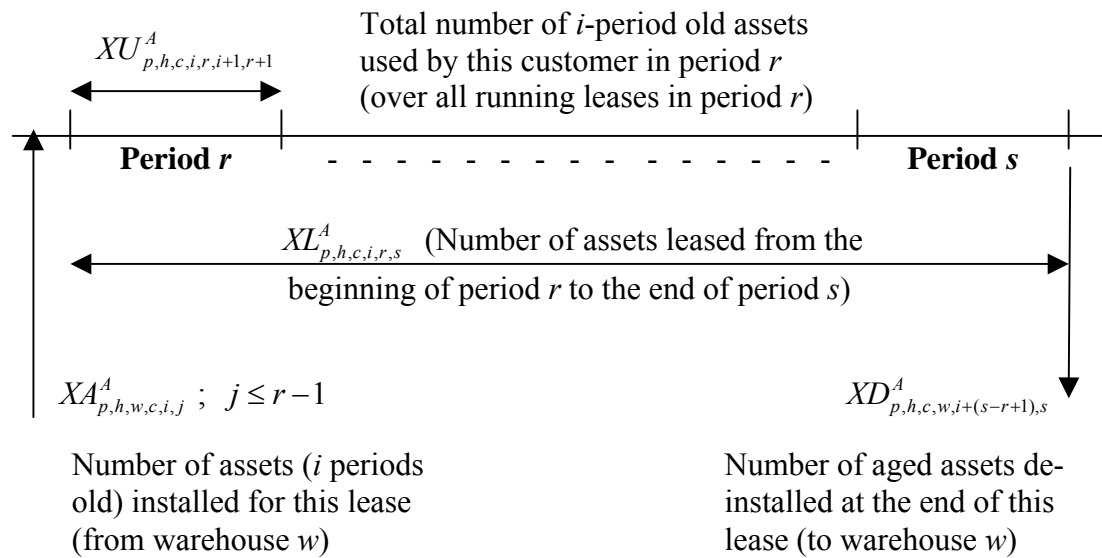 XU^A_{p,h,c,i,r,i+1,r+1}
Total number of i-period old assets
used by this customer in period r
(over all running leases in period r)
Period r
- - - - - - - - - - - - - - -
Period s
XL^A_{p,h,c,i,r,s} (Number of assets leased from the
beginning of period r to the end of period s)
XA^A_{p,h,w,c,i,j} ; j ≤ r−1
XD^A_{p,h,c,w,i+(s−r+1),s}
Number of assets (i periods
old) installed for this lease
(from warehouse w)
Number of aged assets de-
installed at the end of this
lease (to warehouse w)